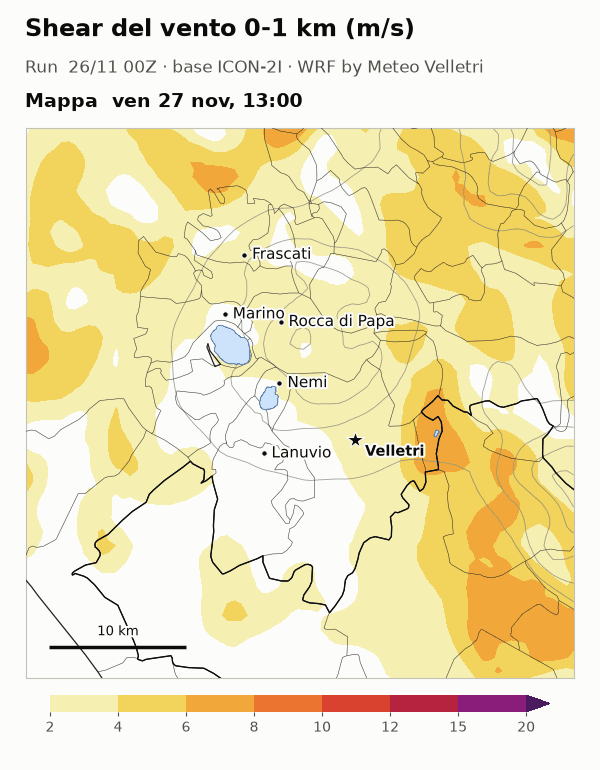 Shear del vento 0-1 km (m/s)
Run 26/11 00Z · base ICON-2I · WRF by Meteo Velletri
Mappa ven 27 nov, 13:00
Frascati
Marino
Rocca di Papa
Nemi
Velletri
Lanuvio
10 km
2 4 6 8 10 12 15 20